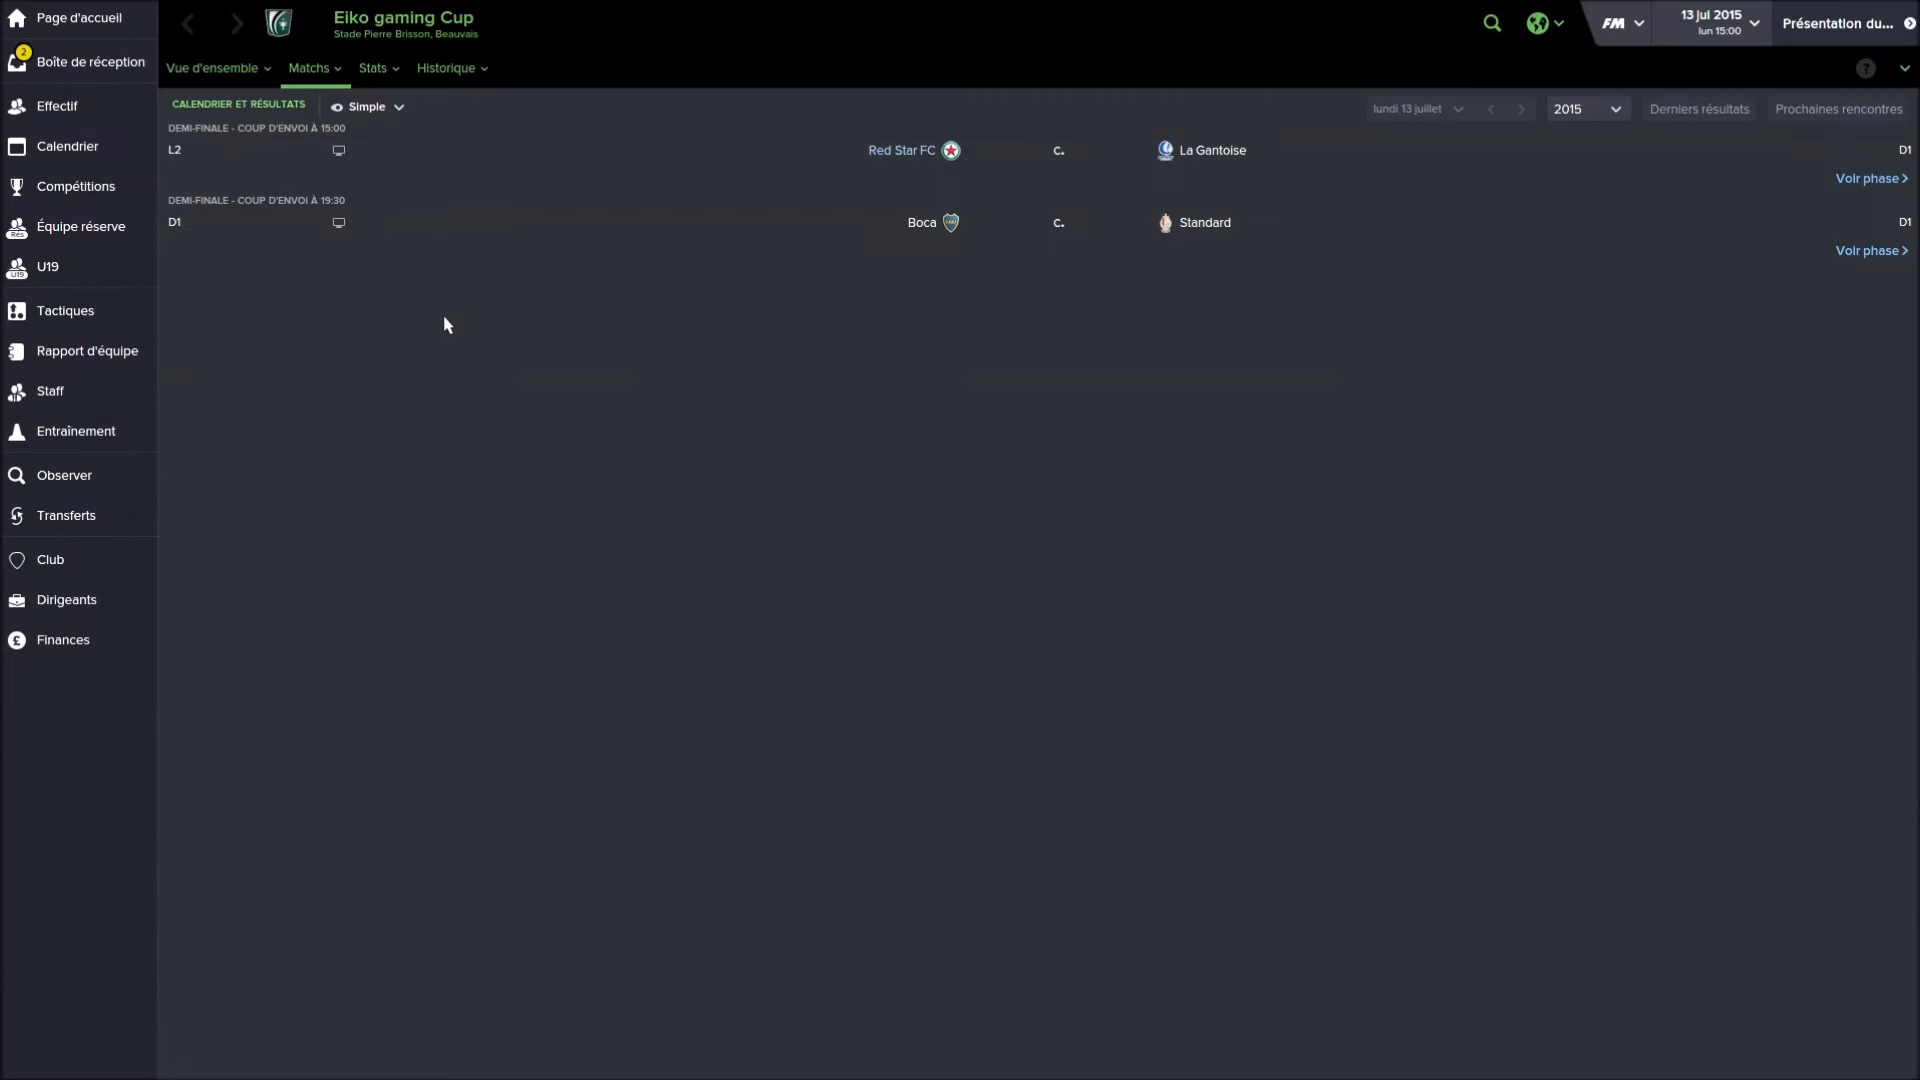 Page d'accueil
2
Boîte de réception
Effectif
Calendrier
Compétitions
Équipe réserve
U19
Tactiques
Rapport d'équipe
Staff
Entraînement
Observer
Transferts
Club
Dirigeants
Finances
Eiko gaming Cup
Stade Pierre Brisson, Beauvais
FM
13 jul 2015
lun 15:00
Présentation du...
Vue d'ensemble Matchs Stats Historique
?
CALENDRIER ET RÉSULTATS Simple lundi 13 juillet 2015 Derniers résultats Prochaines rencontres
DEMI-FINALE - COUP D'ENVOI À 15:00
L2 Red Star FC c. La Gantoise D1
Voir phase
DEMI-FINALE - COUP D'ENVOI À 19:30
D1 Boca c. Standard D1
Voir phase